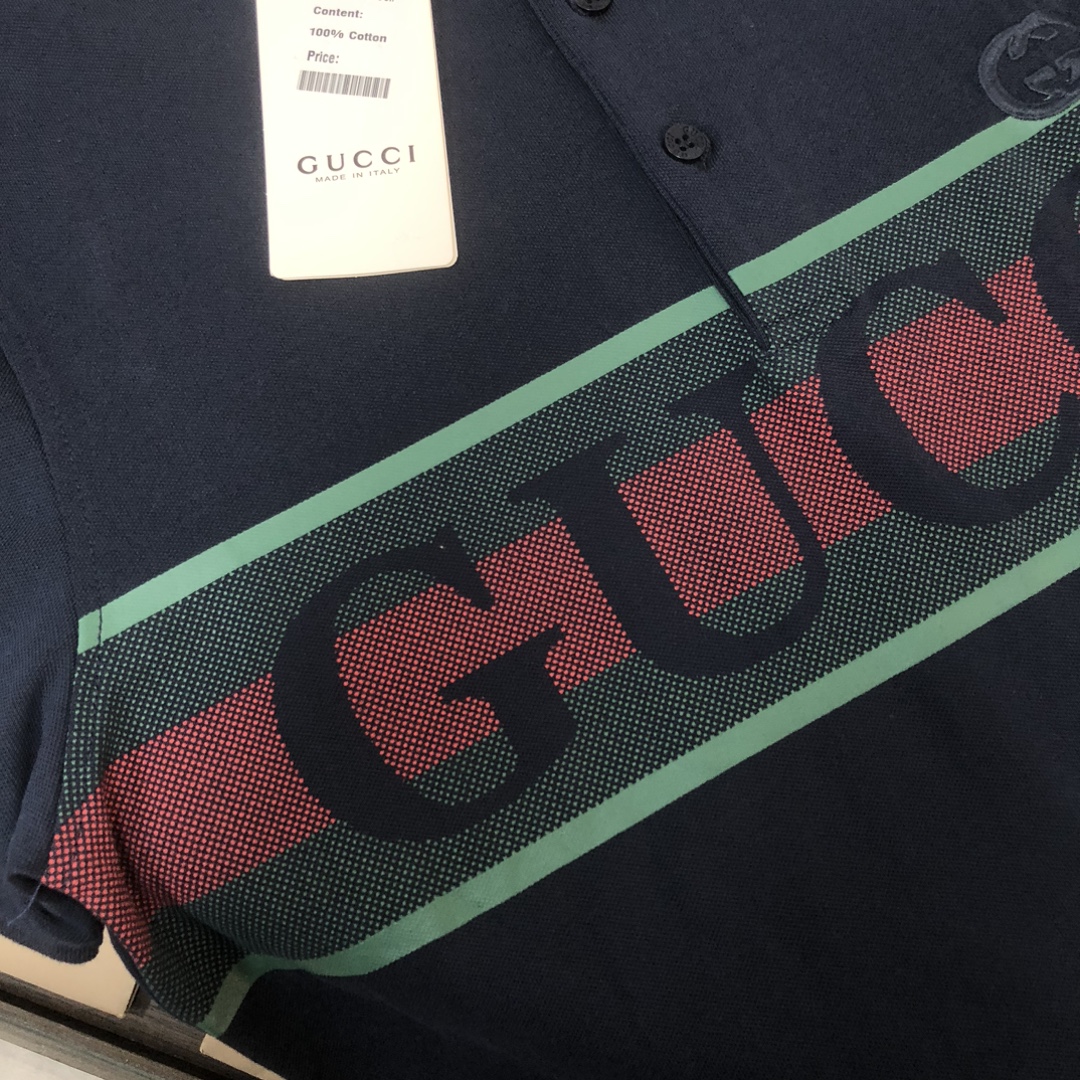 Content:
100% Cotton
Price:
GUCCI
MADE IN ITALY
GUCC